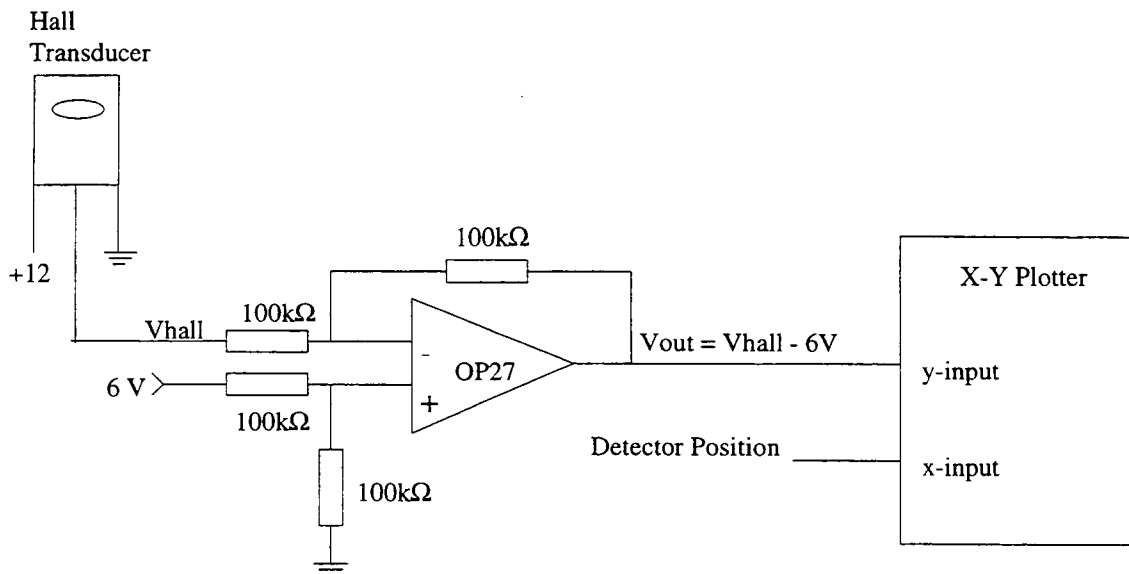 Hall
Transducer
+12
100kΩ
X-Y Plotter
100kΩ
Vhall
-
OP27
+
Vout = Vhall - 6V
y-input
6 V
100kΩ
Detector Position
x-input
100kΩ